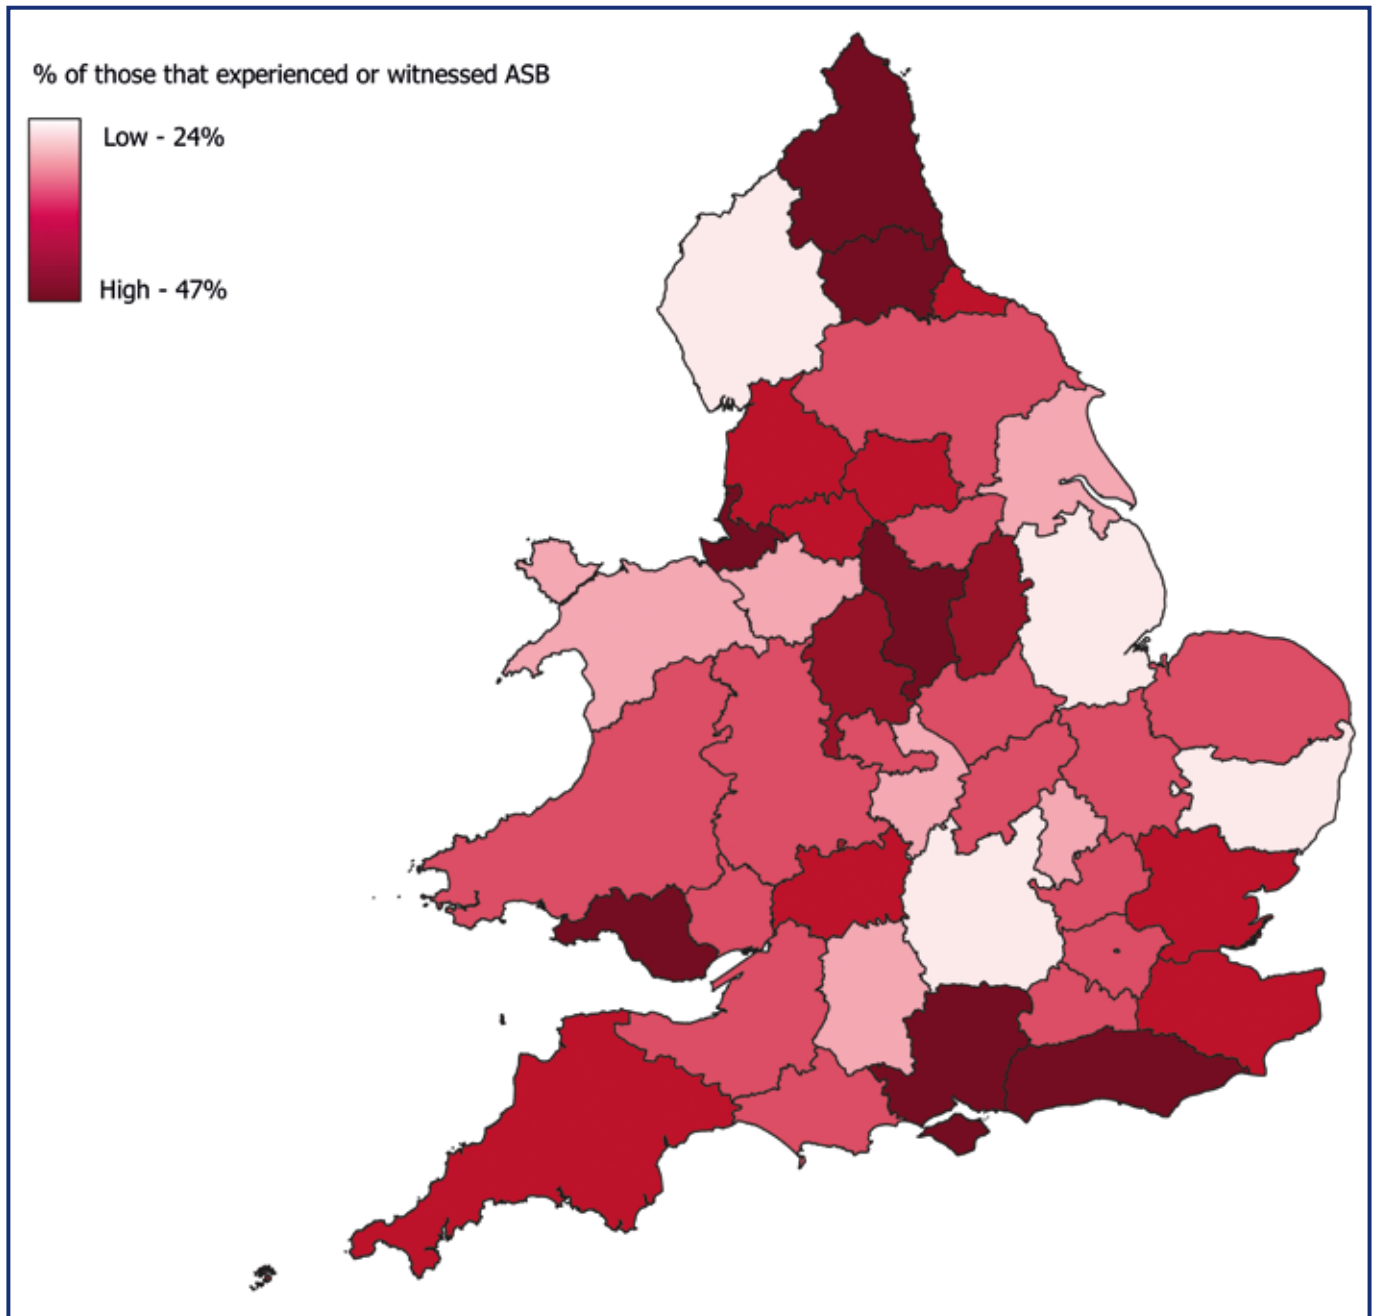 % of those that experienced or witnessed ASB
Low - 24%
High - 47%